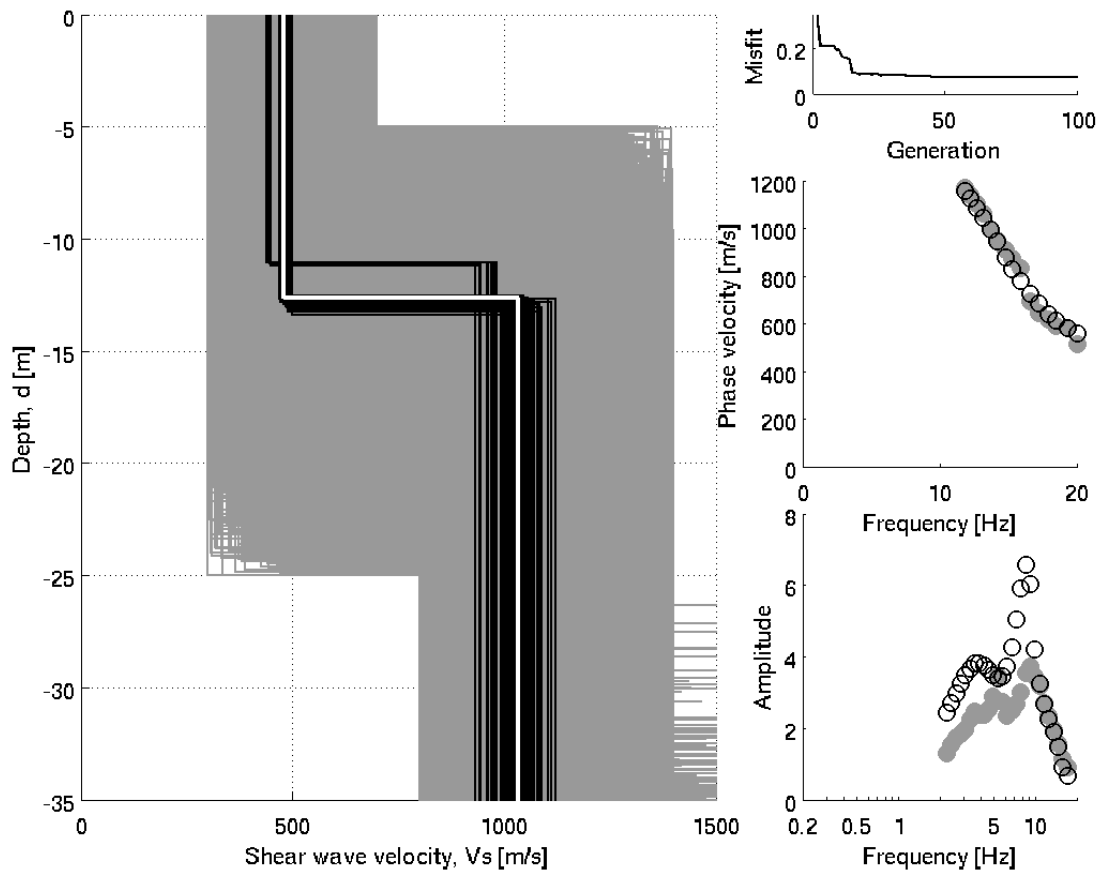 0
-5
-10
-15
-20
-25
-30
-35
Depth, d [m]
0 500 1000 1500
Shear wave velocity, Vs [m/s]
0.2
0
Misfit
0 50 100
Generation
1200
1000
800
600
400
200
0
Phase velocity [m/s]
0 10 20
Frequency [Hz]
8
6
4
2
0
Amplitude
0.2 0.5 1 5 10
Frequency [Hz]